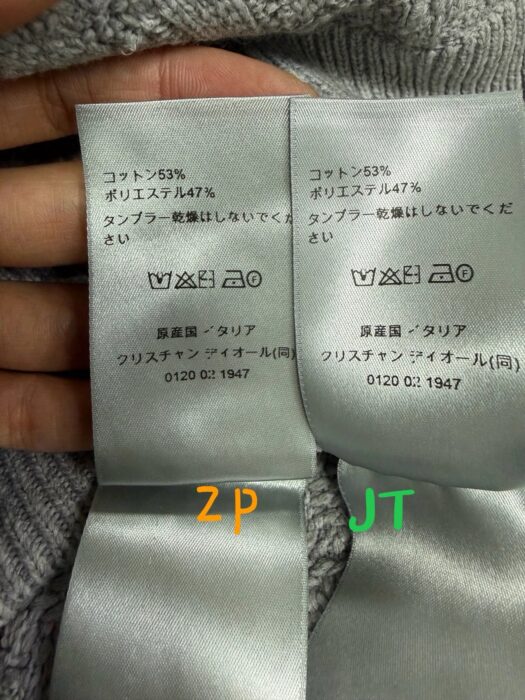 コットン53%
ポリエステル47%
タンブラー乾燥はしないでくだ
さい
原産国 イタリア
クリスチャン ディオール(同)
0120 02 1947
コットン53%
ポリエステル47%
タンブラー乾燥はしないでくだ
さい
原産国 イタリア
クリスチャン ディオール(同)
0120 02 1947
ZP
JT